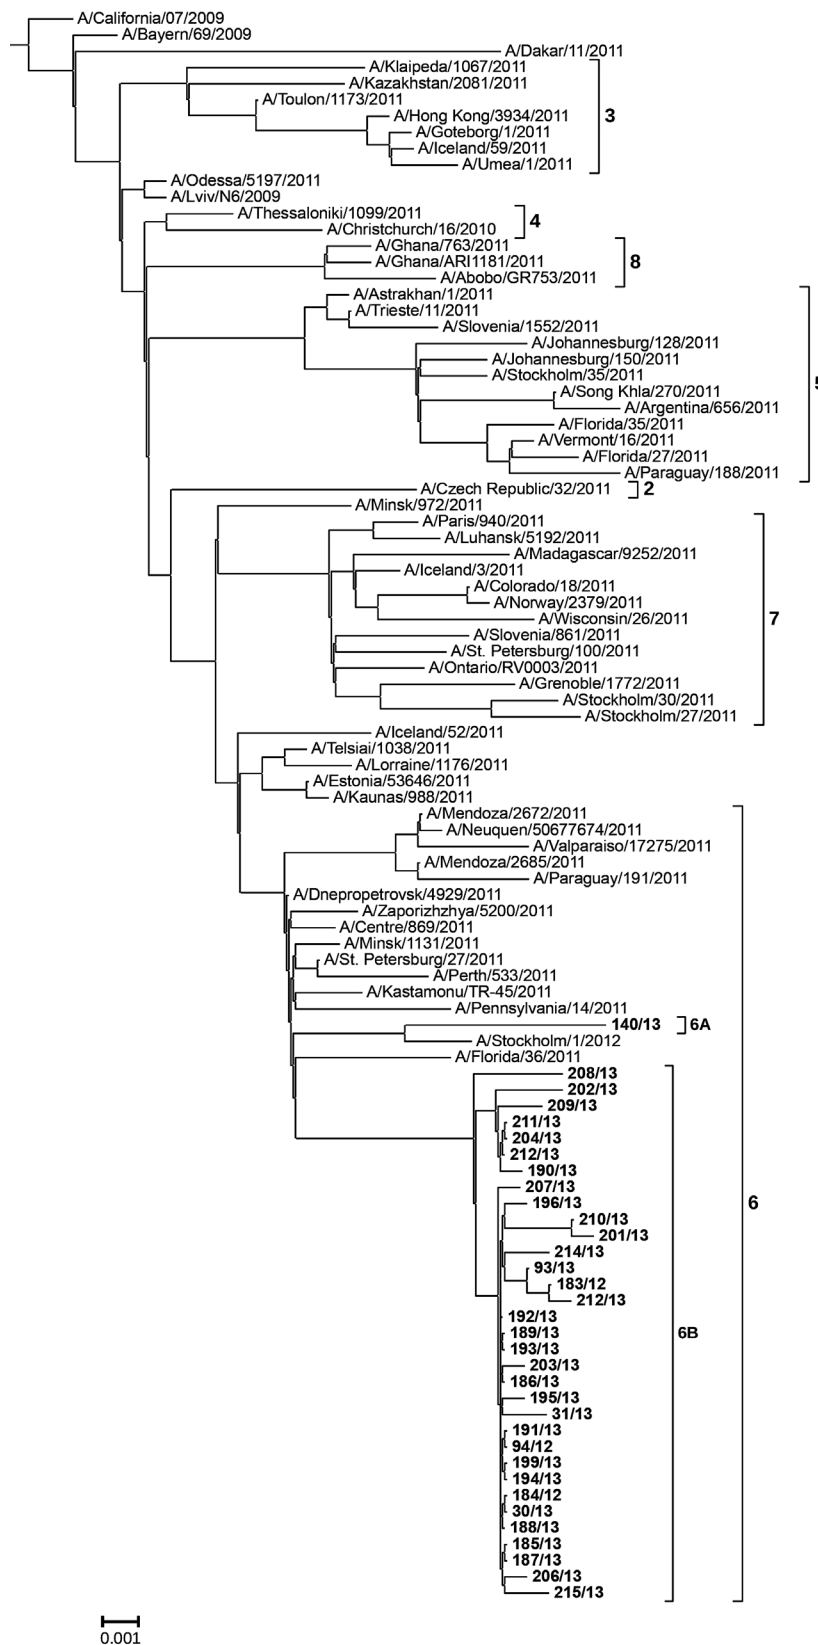 A/California/07/2009
A/Bayern/69/2009
A/Dakar/11/2011
A/Klaipeda/1067/2011
A/Kazakhstan/2081/2011
A/Toulon/1173/2011
A/Hong Kong/3934/2011
3
A/Goteborg/1/2011
A/Iceland/59/2011
A/Umea/1/2011
A/Odessa/5197/2011
A/Lviv/N6/2009
A/Thessaloniki/1099/2011
4
A/Christchurch/16/2010
A/Ghana/763/2011
A/Ghana/ARI1181/2011
8
A/Abobo/GR753/2011
A/Astrakhan/1/2011
A/Trieste/11/2011
A/Slovenia/1552/2011
A/Johannesburg/128/2011
A/Johannesburg/150/2011
A/Stockholm/35/2011
5
A/Song Khla/270/2011
A/Argentina/656/2011
A/Florida/35/2011
A/Vermont/16/2011
A/Florida/27/2011
A/Paraguay/188/2011
A/Czech Republic/32/2011
2
A/Minsk/972/2011
A/Paris/940/2011
A/Luhansk/5192/2011
A/Madagascar/9252/2011
A/Iceland/3/2011
A/Colorado/18/2011
A/Norway/2379/2011
A/Wisconsin/26/2011
7
A/Slovenia/861/2011
A/St. Petersburg/100/2011
A/Ontario/RV0003/2011
A/Grenoble/1772/2011
A/Stockholm/30/2011
A/Stockholm/27/2011
A/Iceland/52/2011
A/Telsiai/1038/2011
A/Lorraine/1176/2011
A/Estonia/53646/2011
A/Kaunas/988/2011
A/Mendoza/2672/2011
A/Neuquen/50677674/2011
A/Valparaiso/17275/2011
A/Mendoza/2685/2011
A/Paraguay/191/2011
A/Dnepropetrovsk/4929/2011
A/Zaporizhzhya/5200/2011
A/Centre/869/2011
A/Minsk/1131/2011
A/St. Petersburg/27/2011
A/Perth/533/2011
A/Kastamonu/TR-45/2011
A/Pennsylvania/14/2011
140/13
6A
A/Stockholm/1/2012
A/Florida/36/2011
208/13
202/13
209/13
211/13
204/13
212/13
190/13
207/13
196/13
6
210/13
201/13
214/13
93/13
183/12
212/13
192/13
189/13
6B
193/13
203/13
186/13
195/13
31/13
191/13
94/12
199/13
194/13
184/12
30/13
188/13
185/13
187/13
206/13
215/13
0.001